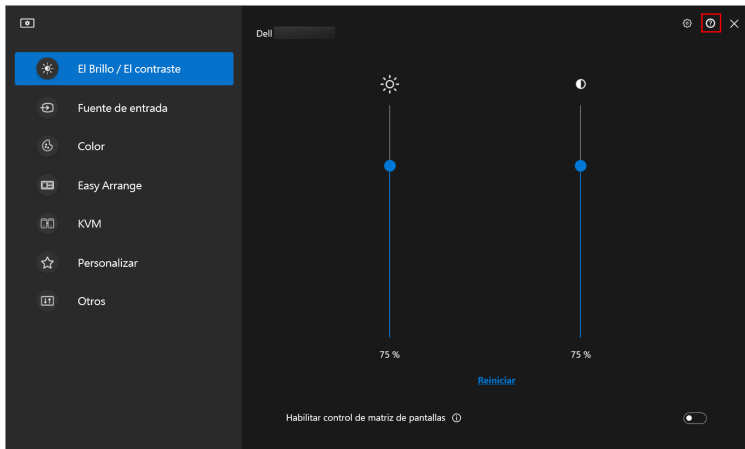 Dell
El Brillo / El contraste
Fuente de entrada
Color
Easy Arrange
KVM
Personalizar
Otros
75 %
75 %
Reiniciar
Habilitar control de matriz de pantallas